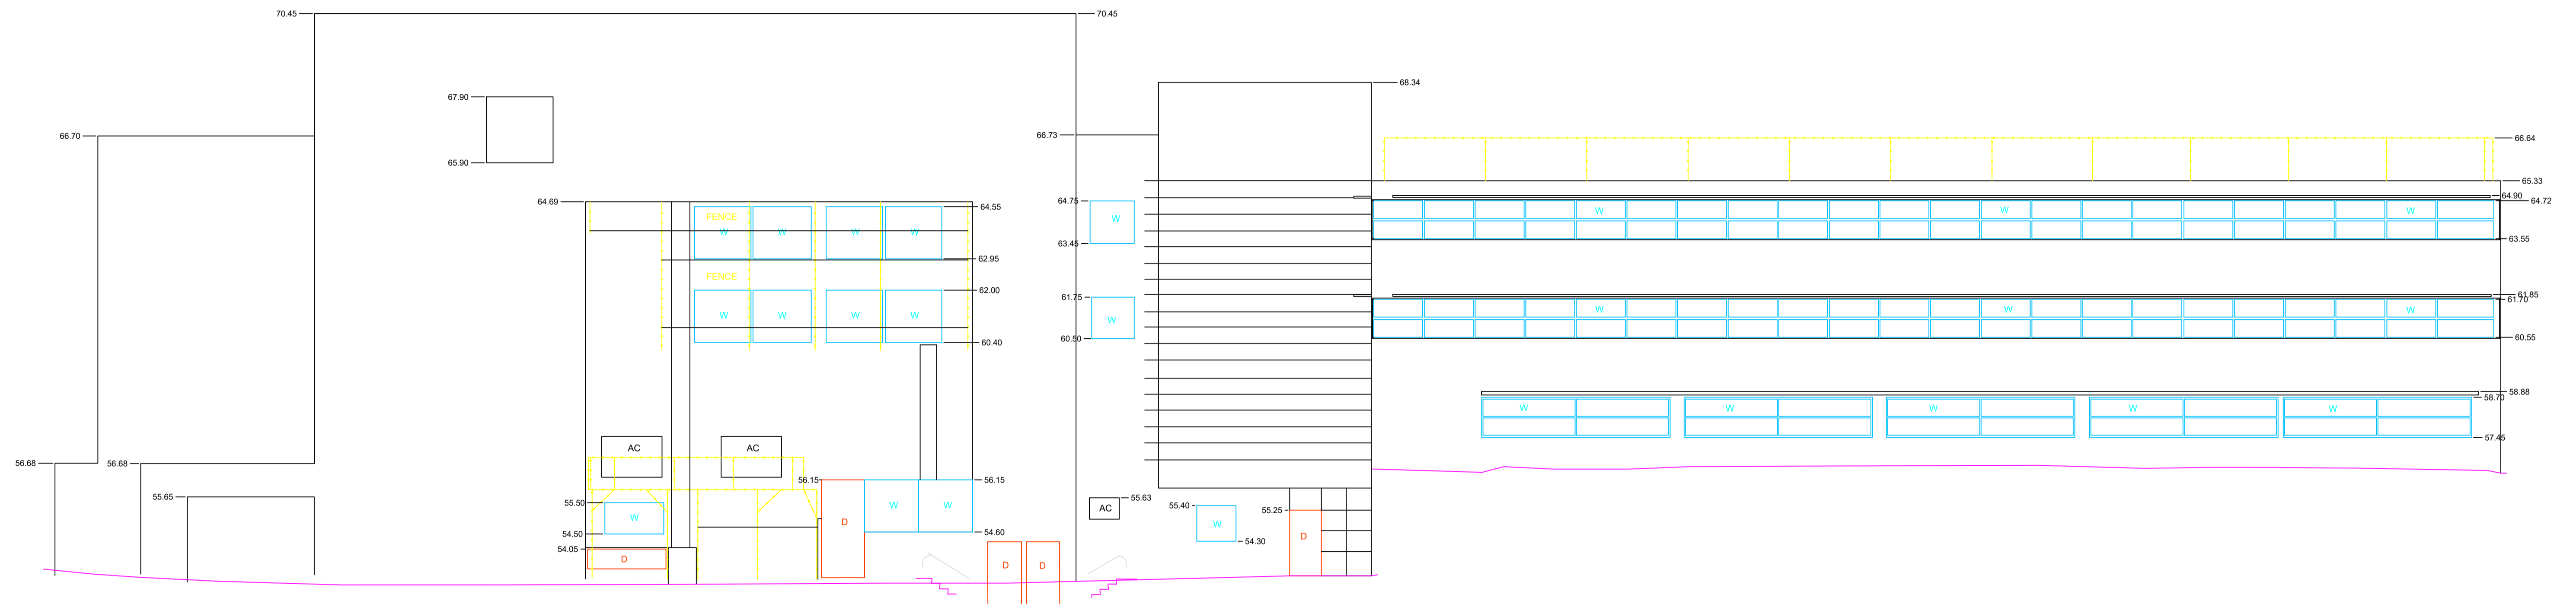 70.45
70.45
68.34
67.90
66.70
66.73
66.64
65.90
65.33
64.90
64.69
64.55
64.75
64.72
FENCE
W
W
W
W
W
W
W
W
63.45
63.55
62.95
FENCE
62.00
61.75
61.85
61.70
W
W
W
W
W
W
W
W
60.50
60.55
60.40
58.88
58.70
W
W
W
W
W
57.45
AC
AC
56.68
56.68
56.15
56.15
55.65
55.63
55.50
W
W
AC
55.40
55.25
W
D
W
54.50
54.60
54.30
D
54.05
D
D
D